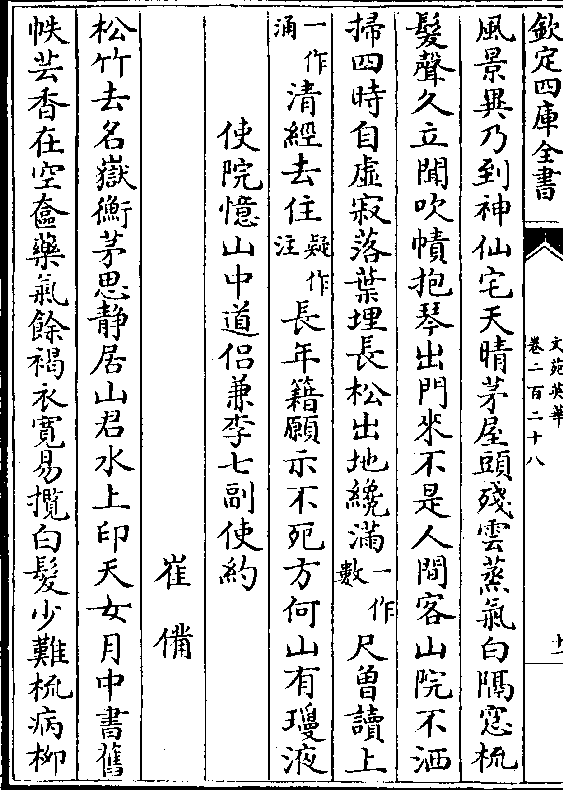 欽定四庫全書
文苑英華
卷二百二十八
十一
風景異乃到神仙宅天晴茅屋頭殘雲蒸氣白隔窓梳
髮聲久立聞吹幘抱琴出門來不是人間客山院不洒
掃四時自虛寂落葉埋長松出地纔滿一作數尺曽讀上
一作涌清經去住疑作注長年籍願示不死方何山有瓊液
使院憶山中道侶兼李七副使約
崔備
松竹去名嶽衡茅思静居山君水上印天女月中書舊
帙芸香在空奩藥氣餘褐衣寛易攬白髮少難梳病柳